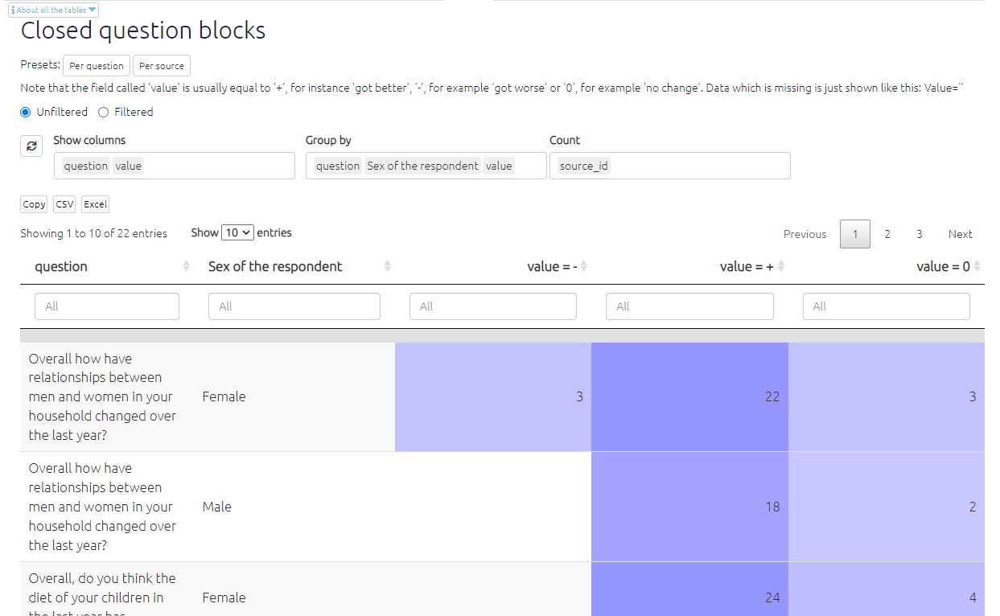 About all the tables
Closed question blocks
Presets: Per question Per source
Note that the field called 'value' is usually equal to '+', for instance 'got better', '-', for example 'got worse' or '0', for example 'no change'. Data which is missing is just shown like this: Value=''
Unfiltered Filtered
Show columns Group by Count
question value question Sex of the respondent value source_id
Copy CSV Excel
Showing 1 to 10 of 22 entries Show 10 entries Previous 1 2 3 Next
question Sex of the respondent value = - value = + value = 0
All All All All All
Overall how have
relationships between
men and women in your
household changed over
the last year?
Female 3 22 3
Overall how have
relationships between
men and women in your
household changed over
the last year?
Male 18 2
Overall, do you think the
diet of your children in
the last year has
Female 24 4